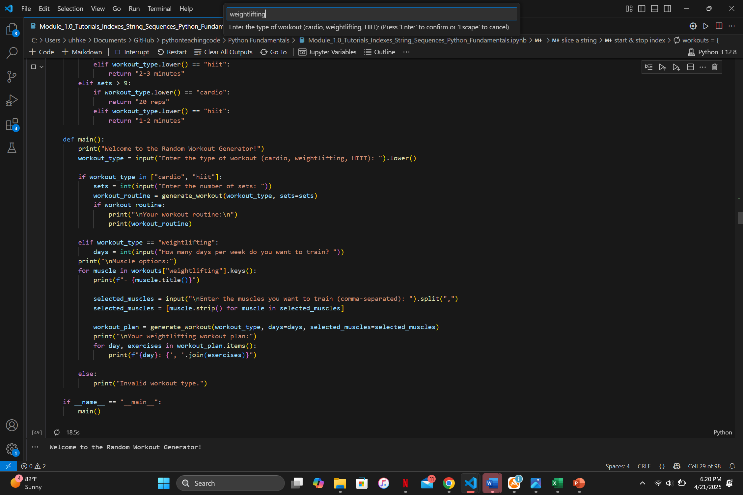 File Edit Selection View Go Run Terminal Help
weightlifting
Enter the type of workout (cardio, weightlifting, HIIT): (Press 'Enter' to confirm or 'Escape' to cancel)
Module_1.0_Tutorials_Indexes_String_Sequences_Python_Fundam
C: > Users > uhhice > Documents > GitHub > pythonteachingcode > Python Fundamentals > Module_1.0_Tutorials_Indexes_String_Sequences_Python_Fundamentals.ipynb > slice a string > start & stop index > workouts = {
+ Code + Markdown Interrupt Restart Clear All Outputs Go To Jupyter Variables Outline ... Python 3.12.8
elif workout_type.lower() == "hiit":
return "2-3 minutes"
elif sets > 9:
if workout_type.lower() == "cardio":
return "20 reps"
elif workout_type.lower() == "hiit":
return "1-2 minutes"
def main():
print("Welcome to the Random Workout Generator!")
workout_type = input("Enter the type of workout (cardio, weightlifting, HIIT): ").lower()
if workout_type in ["cardio", "hiit"]:
sets = int(input("Enter the number of sets: "))
workout_routine = generate_workout(workout_type, sets=sets)
if workout_routine:
print("\nYour workout routine:\n")
print(workout_routine)
elif workout_type == "weightlifting":
days = int(input("How many days per week do you want to train? "))
print("\nMuscle options:")
for muscle in workouts["weightlifting"].keys():
print(f"- {muscle.title()}")
selected_muscles = input("\nEnter the muscles you want to train (comma-separated): ").split(",")
selected_muscles = [muscle.strip() for muscle in selected_muscles]
workout_plan = generate_workout(workout_type, days=days, selected_muscles=selected_muscles)
print("\nYour weightlifting workout plan:")
for day, exercises in workout_plan.items():
print(f"{day}: {', '.join(exercises)}")
else:
print("Invalid workout type.")
if __name__ == "__main__":
main()
18.5s
Python
Welcome to the Random Workout Generator!
0 2 Spaces: 4 CRLF Cell 29 of 98
82°F
Sunny
Search
6:20 PM
4/21/2025